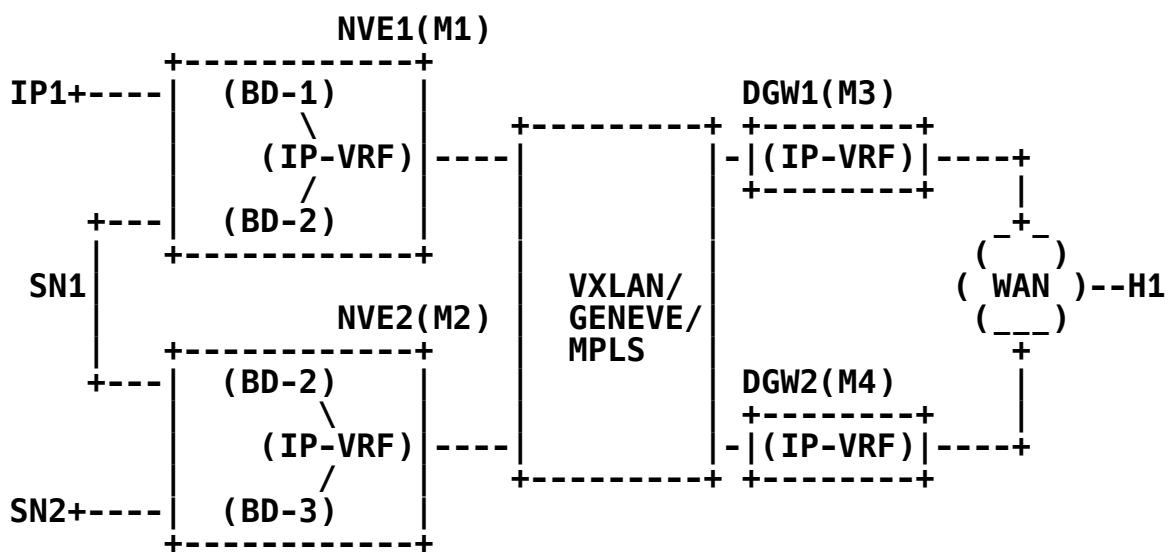 NVE1(M1)
IP1 (BD-1) DGW1(M3)
(IP-VRF) (IP-VRF)
(BD-2)
SN1 VXLAN/ ( WAN )--H1
NVE2(M2) GENEVE/
MPLS
(BD-2) DGW2(M4)
(IP-VRF) (IP-VRF)
SN2 (BD-3)